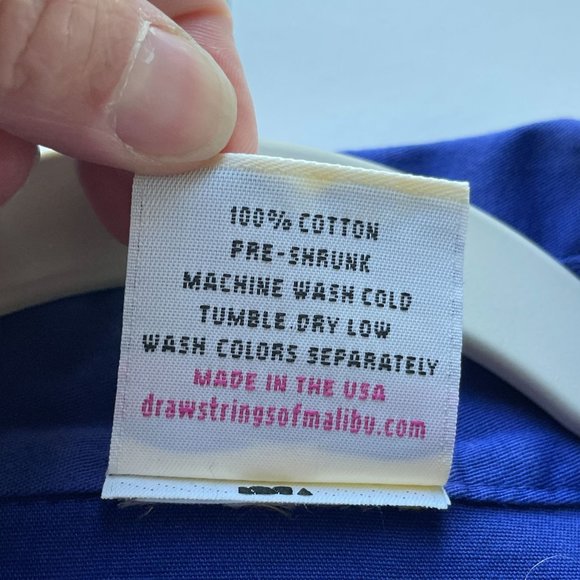 100% COTTON
PRE-SHRUNK
MACHINE WASH COLD
TUMBLE DRY LOW
WASH COLORS SEPARATELY
MADE IN THE USA
drawstringsofmalibu.com